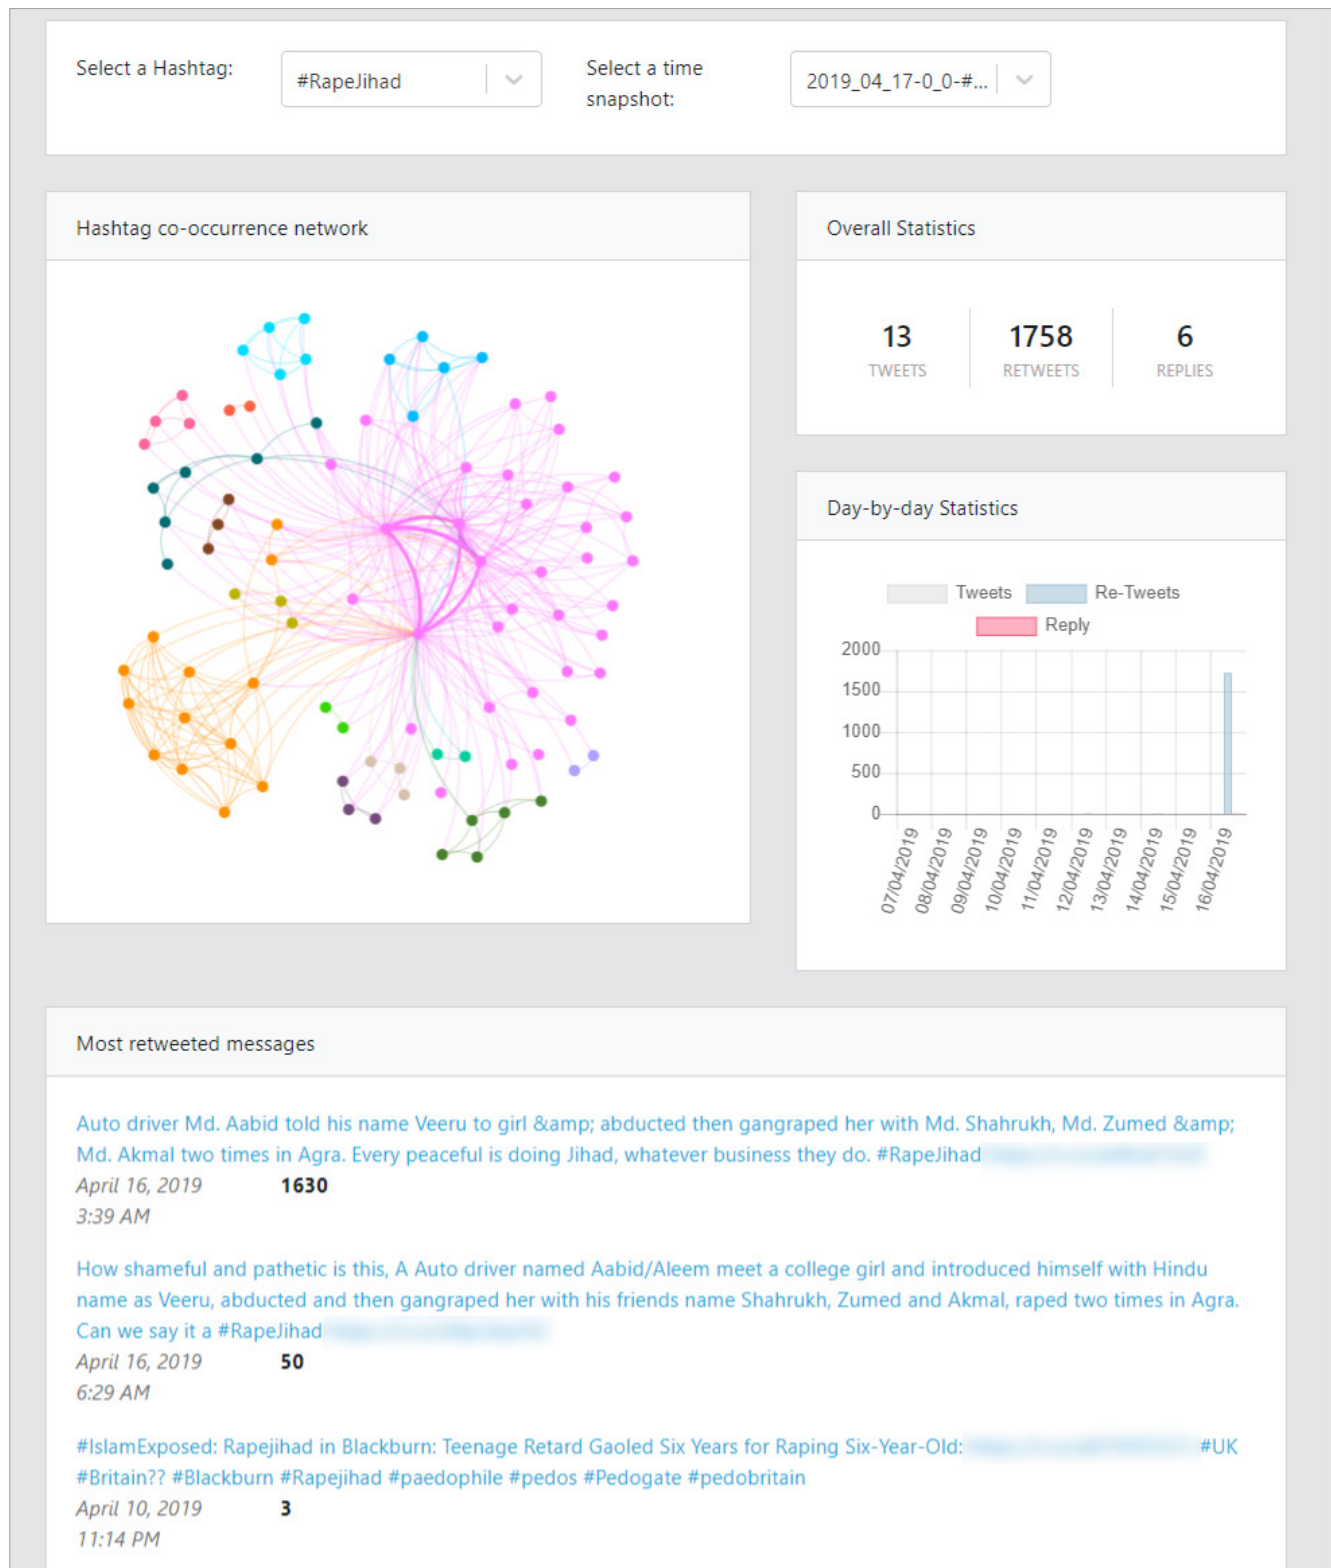 Select a Hashtag:
#RapeJihad
Select a time
snapshot:
2019_04_17-0_0-#...
Hashtag co-occurrence network
Overall Statistics
13
TWEETS
1758
RETWEETS
6
REPLIES
Day-by-day Statistics
Tweets
Re-Tweets
Reply
2000
1500
1000
500
0
07/04/2019
08/04/2019
09/04/2019
10/04/2019
11/04/2019
12/04/2019
13/04/2019
14/04/2019
15/04/2019
16/04/2019
Most retweeted messages
Auto driver Md. Aabid told his name Veeru to girl &amp; abducted then gangraped her with Md. Shahrukh, Md. Zumed &amp;
Md. Akmal two times in Agra. Every peaceful is doing Jihad, whatever business they do. #RapeJihad
April 16, 2019 1630
3:39 AM
How shameful and pathetic is this, A Auto driver named Aabid/Aleem meet a college girl and introduced himself with Hindu
name as Veeru, abducted and then gangraped her with his friends name Shahrukh, Zumed and Akmal, raped two times in Agra.
Can we say it a #RapeJihad
April 16, 2019 50
6:29 AM
#IslamExposed: Rapejihad in Blackburn: Teenage Retard Gaoled Six Years for Raping Six-Year-Old: #UK
#Britain?? #Blackburn #Rapejihad #paedophile #pedos #Pedogate #pedobritain
April 10, 2019 3
11:14 PM